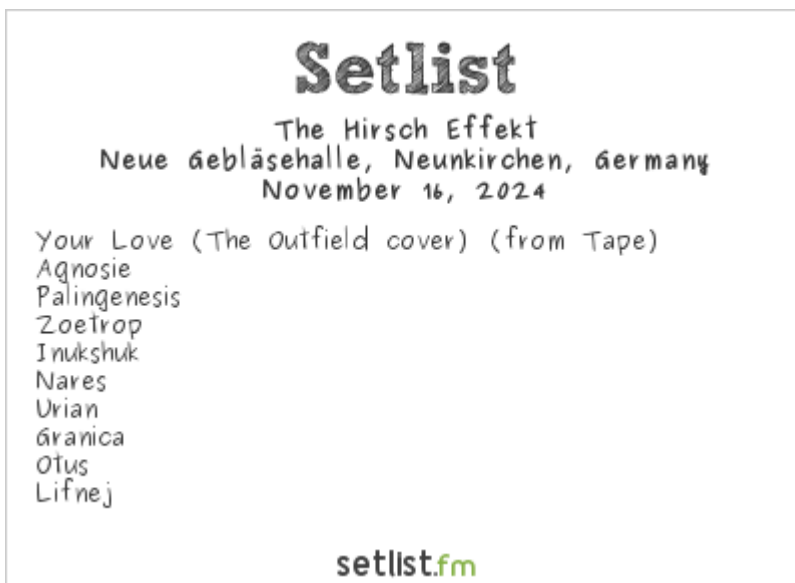 Setlist
The Hirsch Effekt
Neue Gebläsehalle, Neunkirchen, Germany
November 16, 2024
Your Love (The Outfield cover) (from Tape)
Agnosie
Palingenesis
Zoetrop
Inukshuk
Nares
Urian
Granica
Otus
Lifnej
setlist.fm